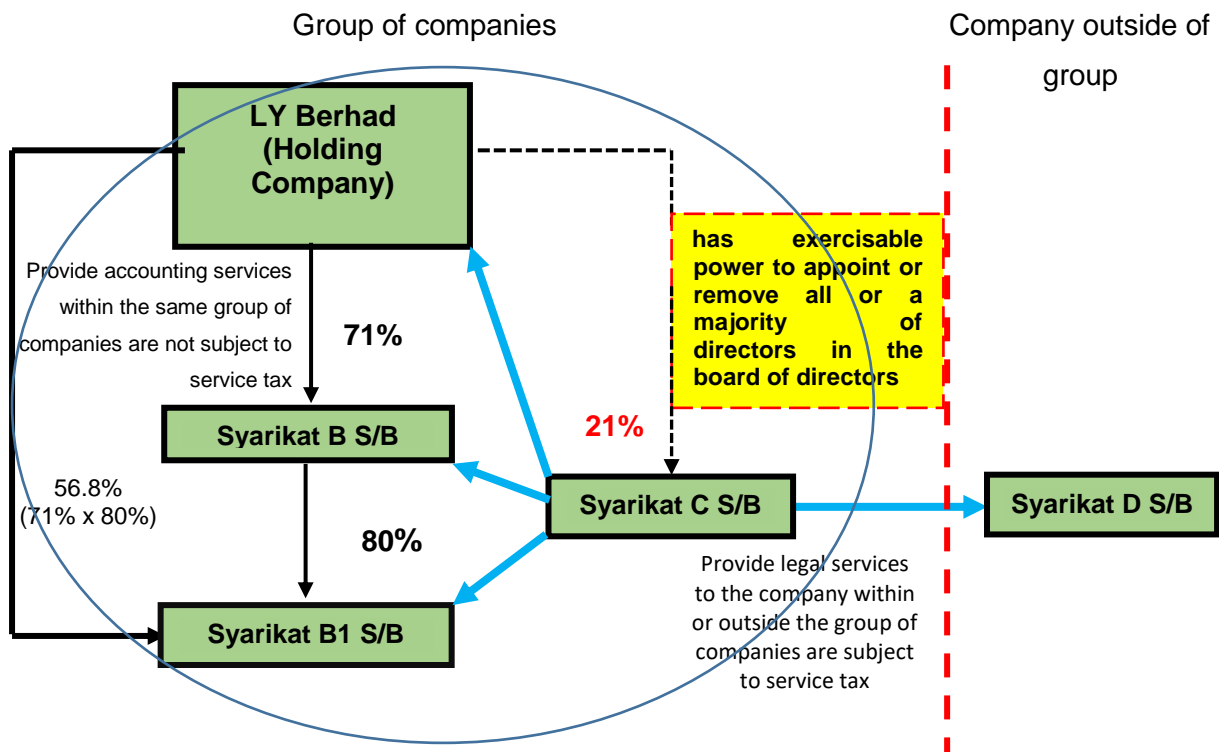 Group of companies
Company outside of
group
LY Berhad
(Holding
Company)
has exercisable
power to appoint or
remove all or a
majority of
directors in the
board of directors
Provide accounting services
within the same group of
companies are not subject to
service tax
71%
Syarikat B S/B
21%
56.8%
(71% x 80%)
80%
Syarikat C S/B
Syarikat D S/B
Syarikat B1 S/B
Provide legal services
to the company within
or outside the group of
companies are subject
to service tax